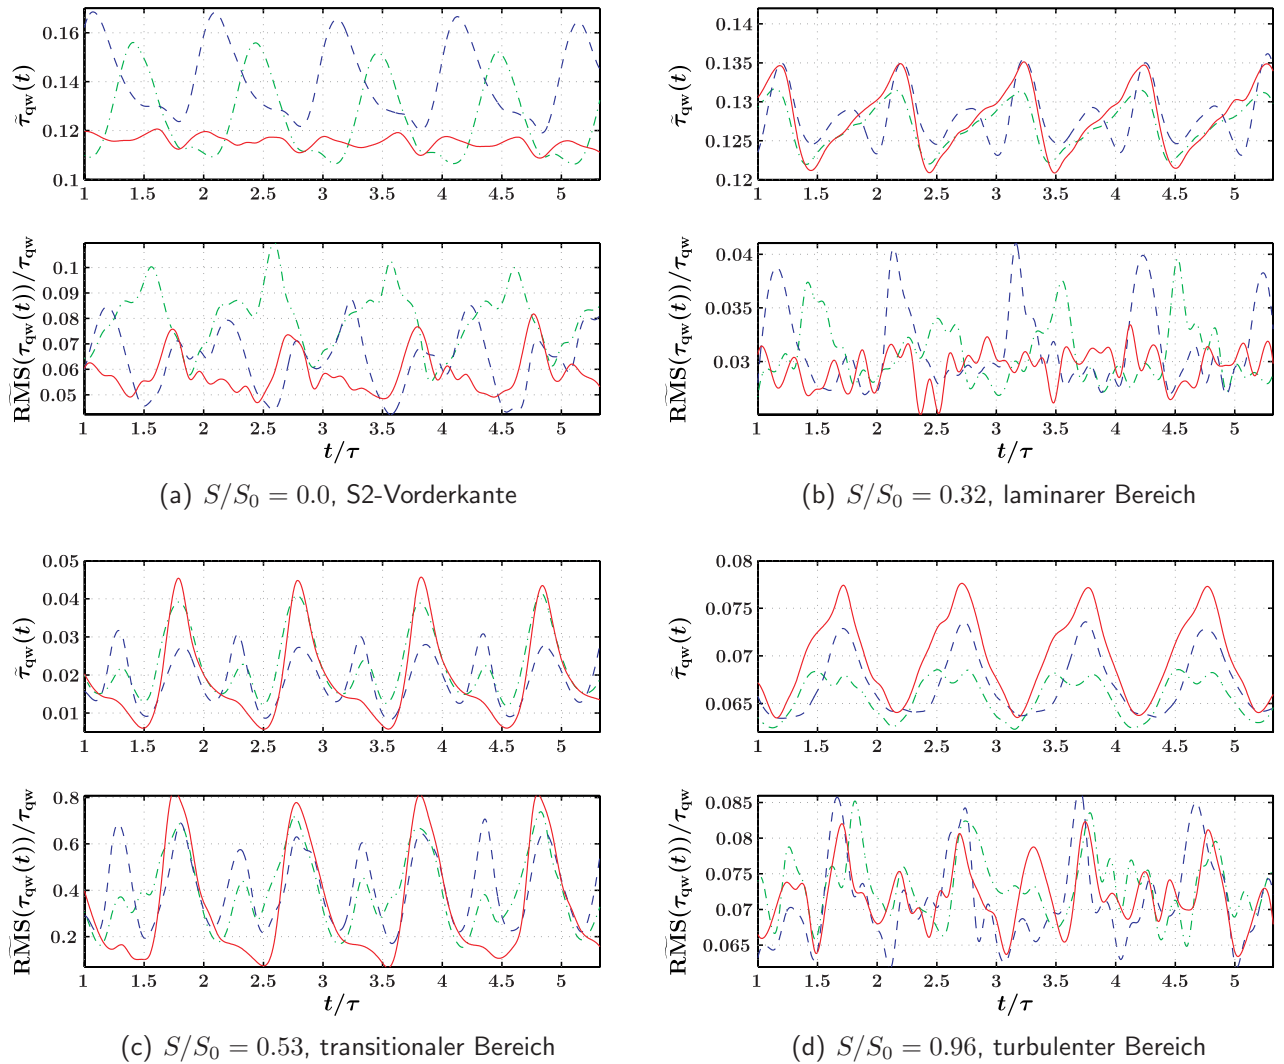 τ̃qw(t)
0.16
0.14
0.12
0.1
1 1.5 2 2.5 3 3.5 4 4.5 5
R̃MS(τqw(t))/τqw
0.1
0.09
0.08
0.07
0.06
0.05
1 1.5 2 2.5 3 3.5 4 4.5 5
t/τ
(a) S/S0 = 0.0, S2-Vorderkante
τ̃qw(t)
0.14
0.135
0.13
0.125
0.12
1 1.5 2 2.5 3 3.5 4 4.5 5
R̃MS(τqw(t))/τqw
0.04
0.035
0.03
1 1.5 2 2.5 3 3.5 4 4.5 5
t/τ
(b) S/S0 = 0.32, laminarer Bereich
τ̃qw(t)
0.05
0.04
0.03
0.02
0.01
1 1.5 2 2.5 3 3.5 4 4.5 5
R̃MS(τqw(t))/τqw
0.8
0.6
0.4
0.2
1 1.5 2 2.5 3 3.5 4 4.5 5
t/τ
(c) S/S0 = 0.53, transitionaler Bereich
τ̃qw(t)
0.08
0.075
0.07
0.065
1 1.5 2 2.5 3 3.5 4 4.5 5
R̃MS(τqw(t))/τqw
0.085
0.08
0.075
0.07
0.065
1 1.5 2 2.5 3 3.5 4 4.5 5
t/τ
(d) S/S0 = 0.96, turbulenter Bereich